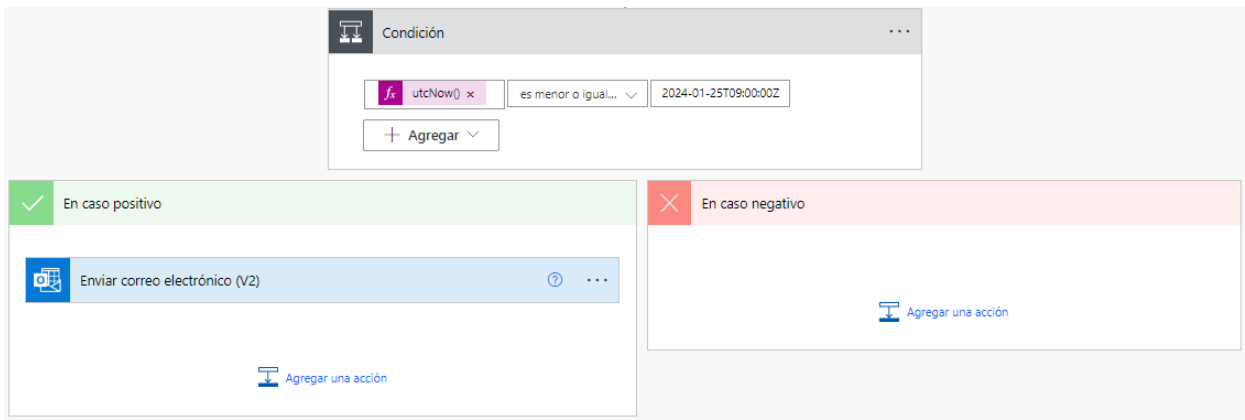 Condición
...
fx utcNow() × es menor o igual... 2024-01-25T09:00:00Z
+ Agregar
En caso positivo
En caso negativo
Enviar correo electrónico (V2) ? ...
Agregar una acción
Agregar una acción